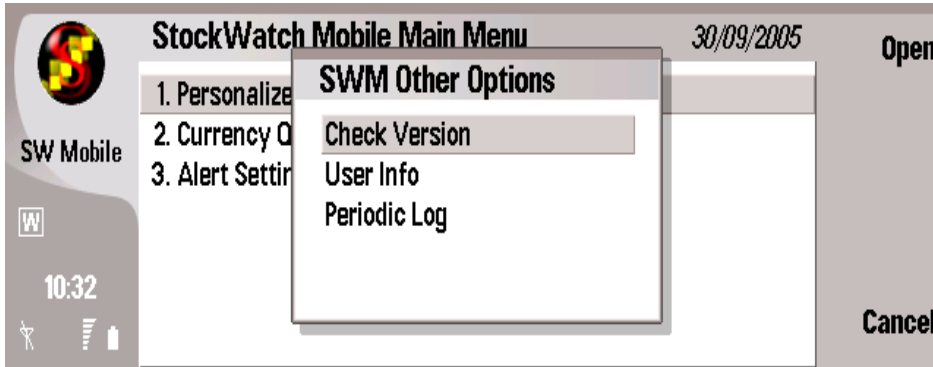 StockWatch Mobile Main Menu 30/09/2005
Open
SW Mobile
1. Personalize
2. Currency Q
3. Alert Settin
SWM Other Options
Check Version
User Info
Periodic Log
W
10:32
Cancel